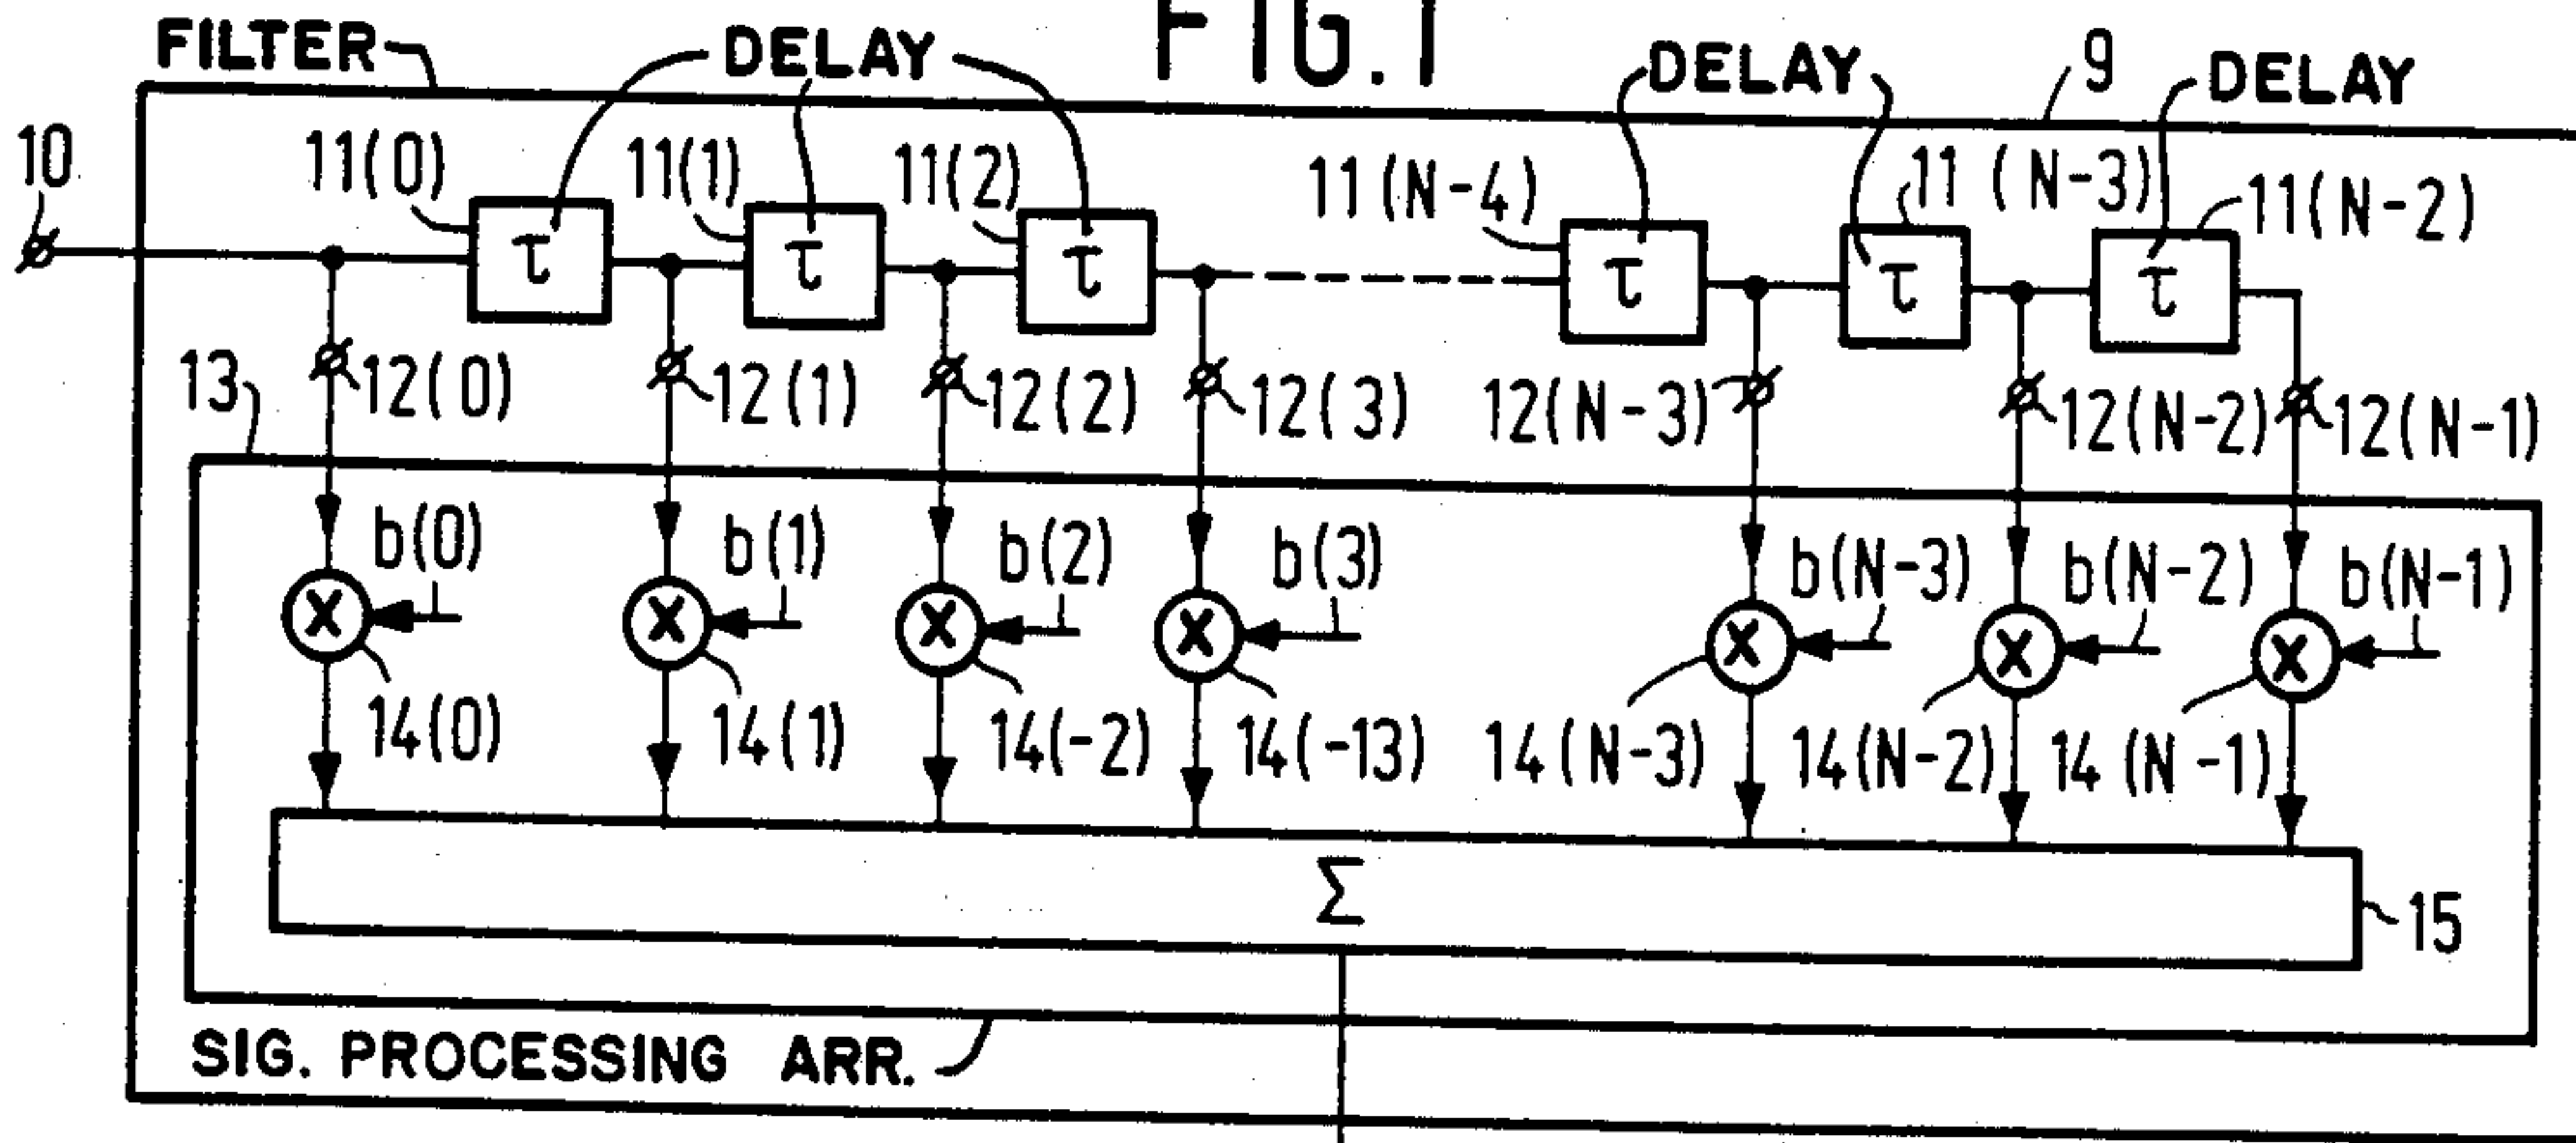 FIG.1
FILTER DELAY DELAY 9 DELAY
10 11(0) 11(1) 11(2) 11(N-4) 11(N-3) 11(N-2)
τ τ τ τ τ τ
13 12(0) 12(1) 12(2) 12(3) 12(N-3) 12(N-2) 12(N-1)
b(0) b(1) b(2) b(3) b(N-3) b(N-2) b(N-1)
X X X X X X X
14(0) 14(1) 14(-2) 14(-13) 14(N-3) 14(N-2) 14(N-1)
Σ 15
SIG. PROCESSING ARR.